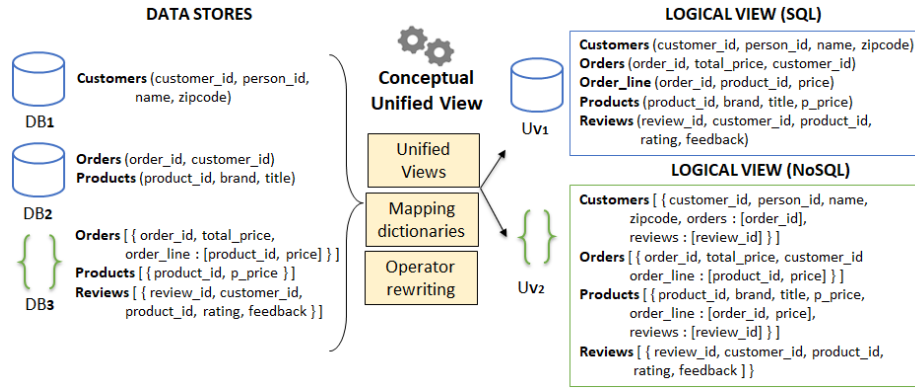 DATA STORES
Customers (customer_id, person_id,
name, zipcode)
DB1
Orders (order_id, customer_id)
Products (product_id, brand, title)
DB2
Orders [ { order_id, total_price,
order_line : [product_id, price] } ]
Products [ { product_id, p_price } ]
Reviews [ { review_id, customer_id,
product_id, rating, feedback } ]
{ }
DB3
Conceptual
Unified View
Unified
Views
Mapping
dictionaries
Operator
rewriting
LOGICAL VIEW (SQL)
Uv1
Customers (customer_id, person_id, name, zipcode)
Orders (order_id, total_price, customer_id)
Order_line (order_id, product_id, price)
Products (product_id, brand, title, p_price)
Reviews (review_id, customer_id, product_id,
rating, feedback)
LOGICAL VIEW (NoSQL)
{ }
Uv2
Customers [ { customer_id, person_id, name,
zipcode, orders : [order_id],
reviews : [review_id] } ]
Orders [ { order_id, total_price, customer_id
order_line : [product_id, price] } ]
Products [ { product_id, brand, title, p_price,
order_line : [order_id, price],
reviews : [review_id] } ]
Reviews [ { review_id, customer_id, product_id,
rating, feedback ] }